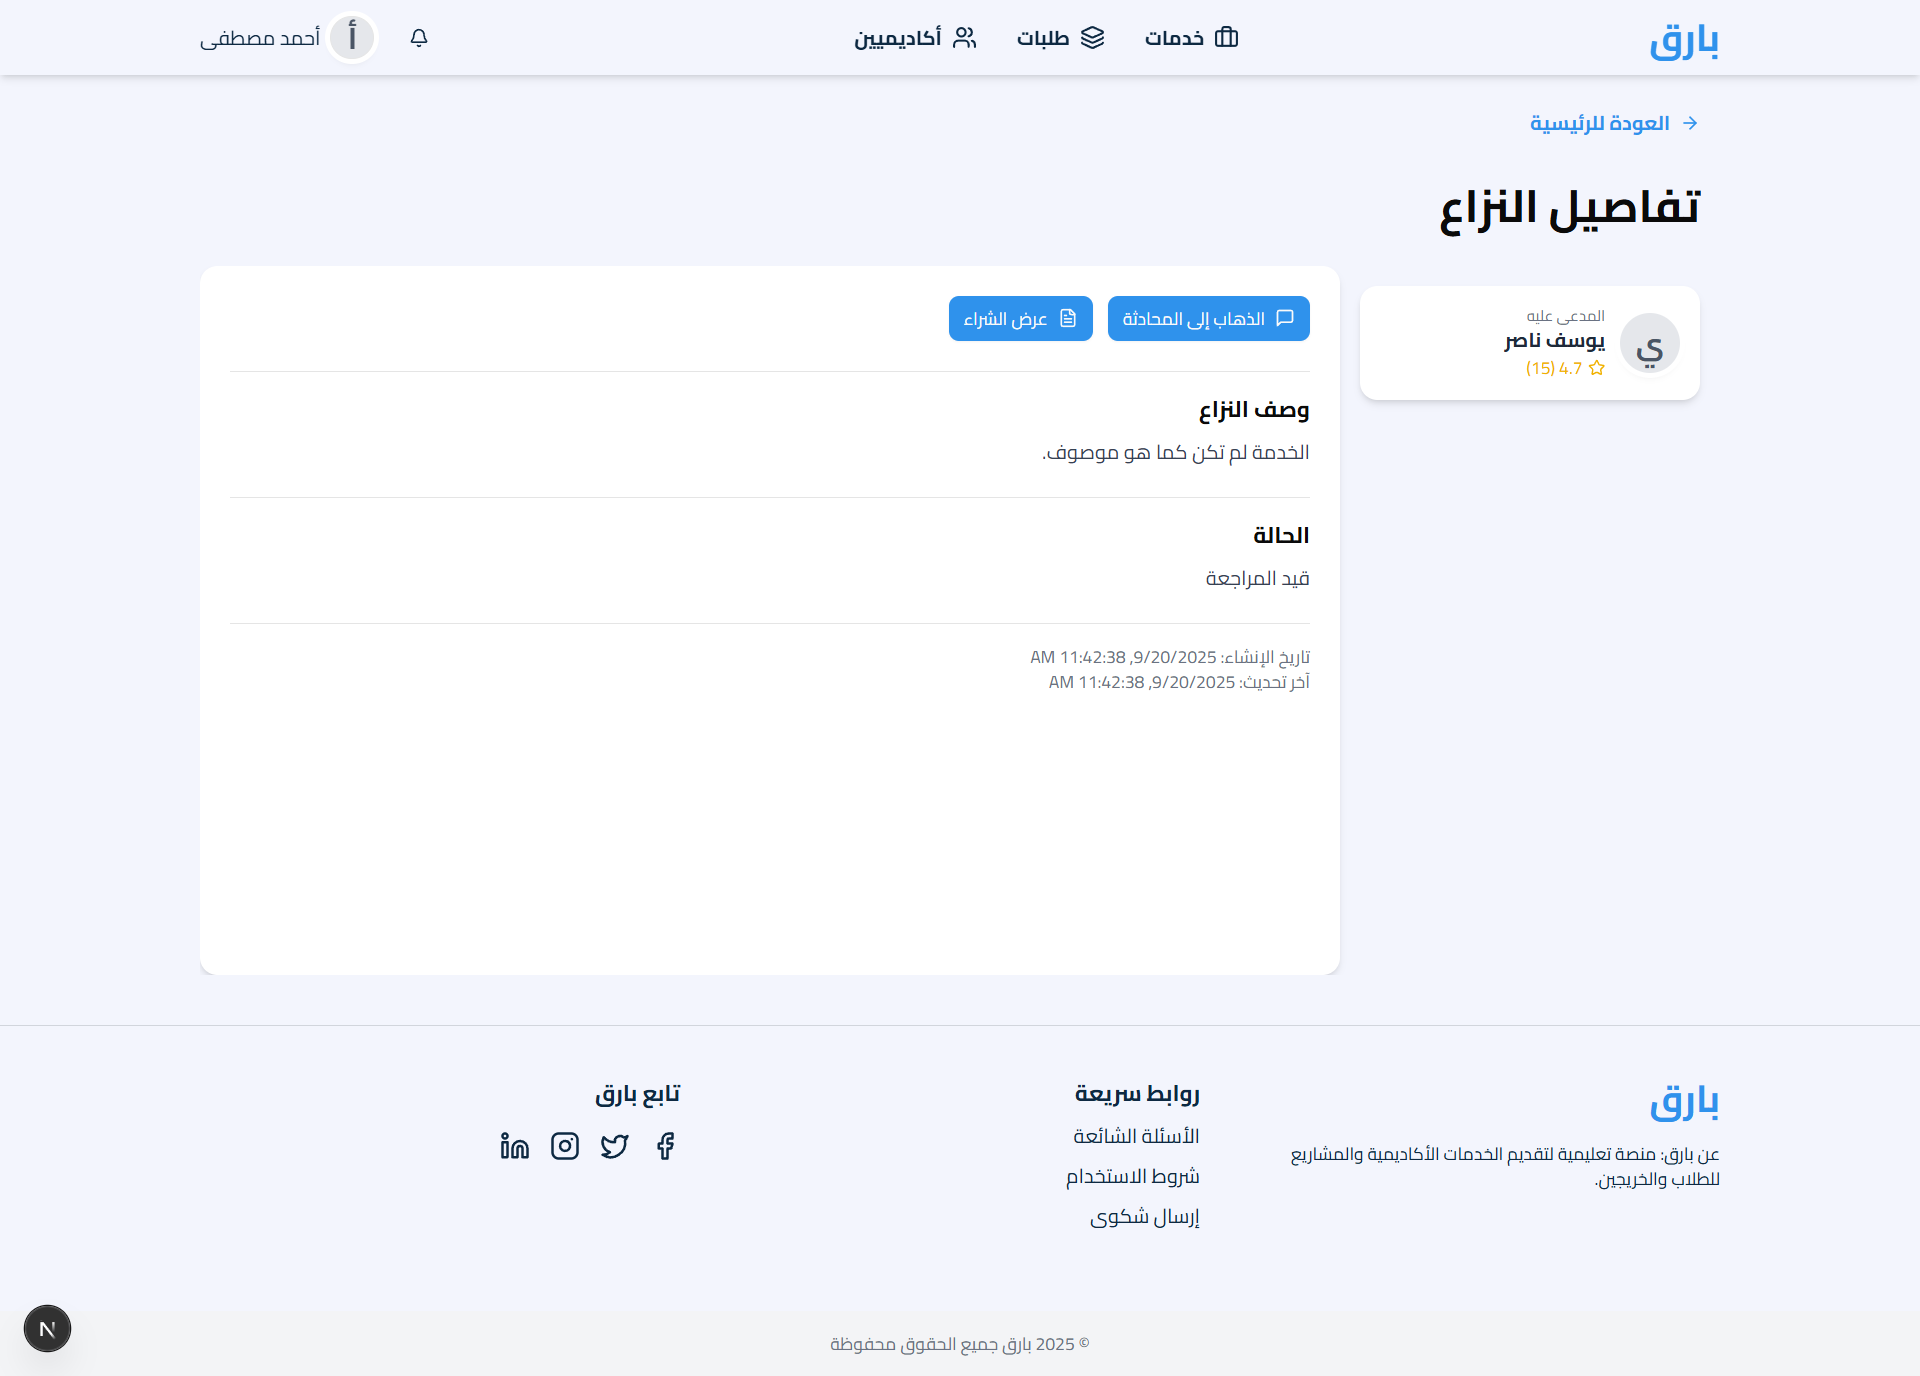 بارق
خدمات
طلبات
أكاديميين
أ
أحمد مصطفى
العودة للرئيسية
تفاصيل النزاع
ي
المدعى عليه
يوسف ناصر
4.7 (15)
الذهاب إلى المحادثة
عرض الشراء
وصف النزاع
الخدمة لم تكن كما هو موصوف.
الحالة
قيد المراجعة
تاريخ الإنشاء: 9/20/2025, 11:42:38 AM
آخر تحديث: 9/20/2025, 11:42:38 AM
بارق
عن بارق: منصة تعليمية لتقديم الخدمات الأكاديمية والمشاريع
للطلاب والخريجين.
روابط سريعة
الأسئلة الشائعة
شروط الاستخدام
إرسال شكوى
تابع بارق
N
© 2025 بارق جميع الحقوق محفوظة